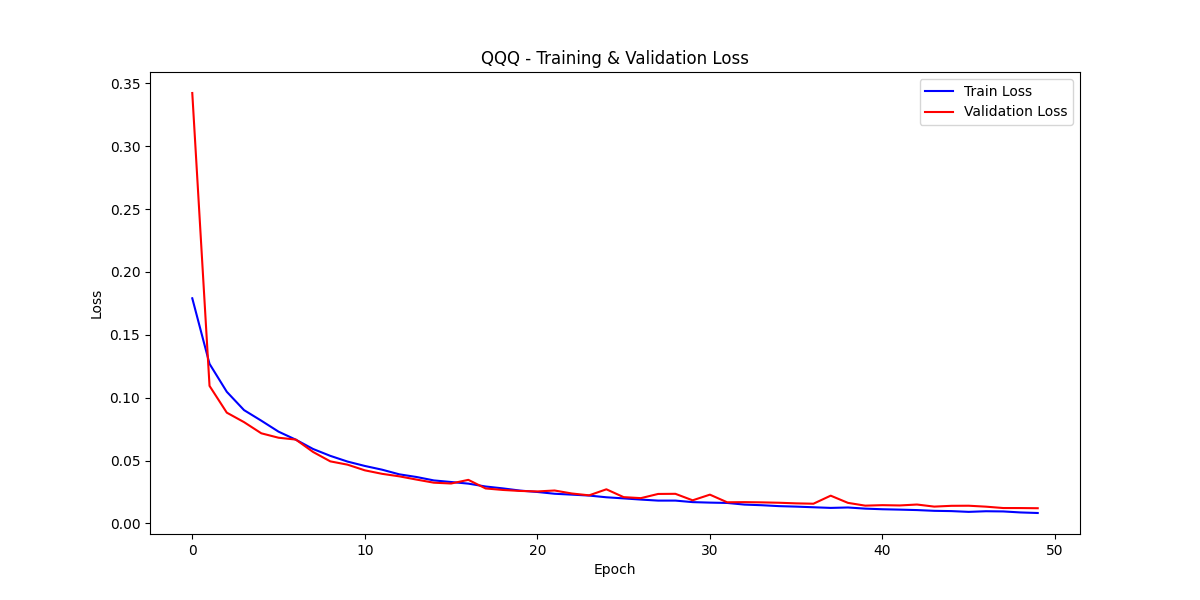 QQQ - Training & Validation Loss
Train Loss
Validation Loss
Loss
0.35
0.30
0.25
0.20
0.15
0.10
0.05
0.00
0 10 20 30 40 50
Epoch